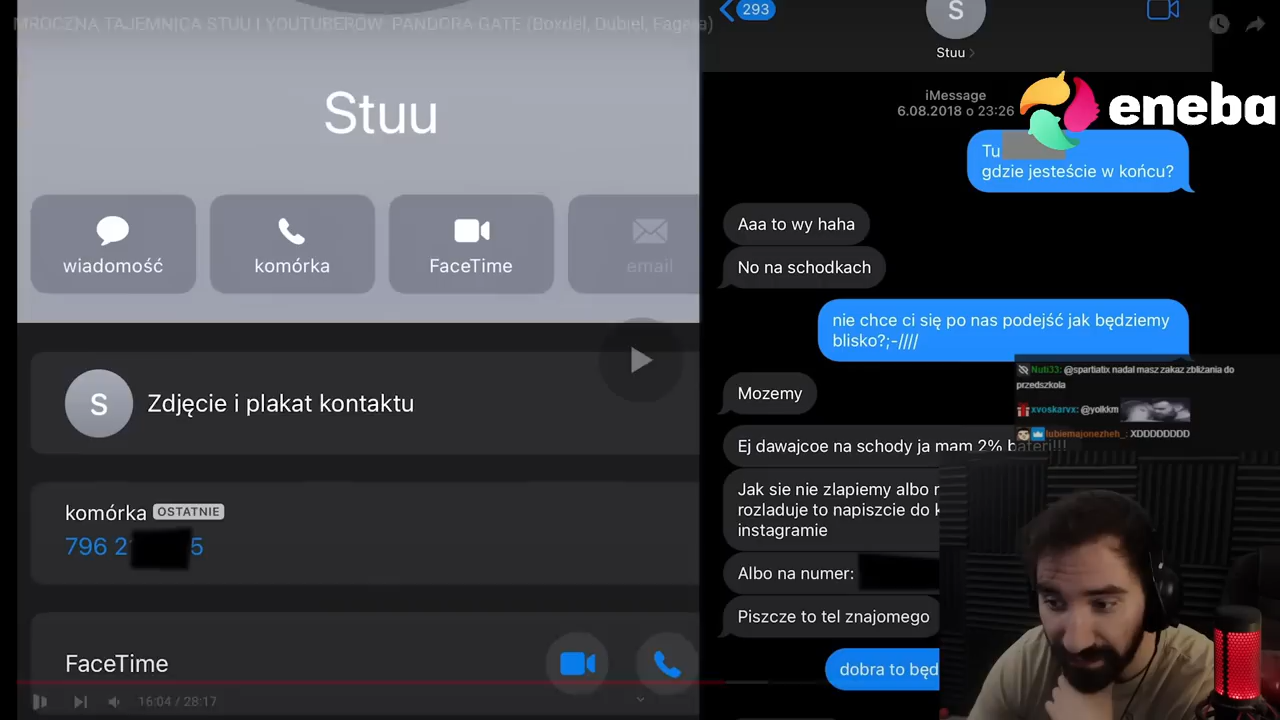 MROCZNA TAJEMNICA STUU I YOUTUBERÓW: PANDORA GATE (Boxdel, Dubiel, Fagata)
Stuu
wiadomość
komórka
FaceTime
email
S
Zdjęcie i plakat kontaktu
komórka OSTATNIE
796 2
5
FaceTime
16:04 / 28:17
293
S
Stuu
iMessage
6.08.2018 o 23:26
eneba
Tu
gdzie jesteście w końcu?
Aaa to wy haha
No na schodkach
nie chce ci się po nas podejść jak będziemy
blisko?;-////
Mozemy
Ej dawajcoe na schody ja mam 2% bateri!!!
Jak sie nie zlapiemy albo
rozladuje to napiszcie do
instagramie
Albo na numer:
Piszcze to tel znajomego
dobra to będ
Nuti33: @spartiatix nadal masz zakaz zbliżania do
przedszkola
xvoskarvx: @yolkkm
lubiemajonezheh_: XDDDDDDDD